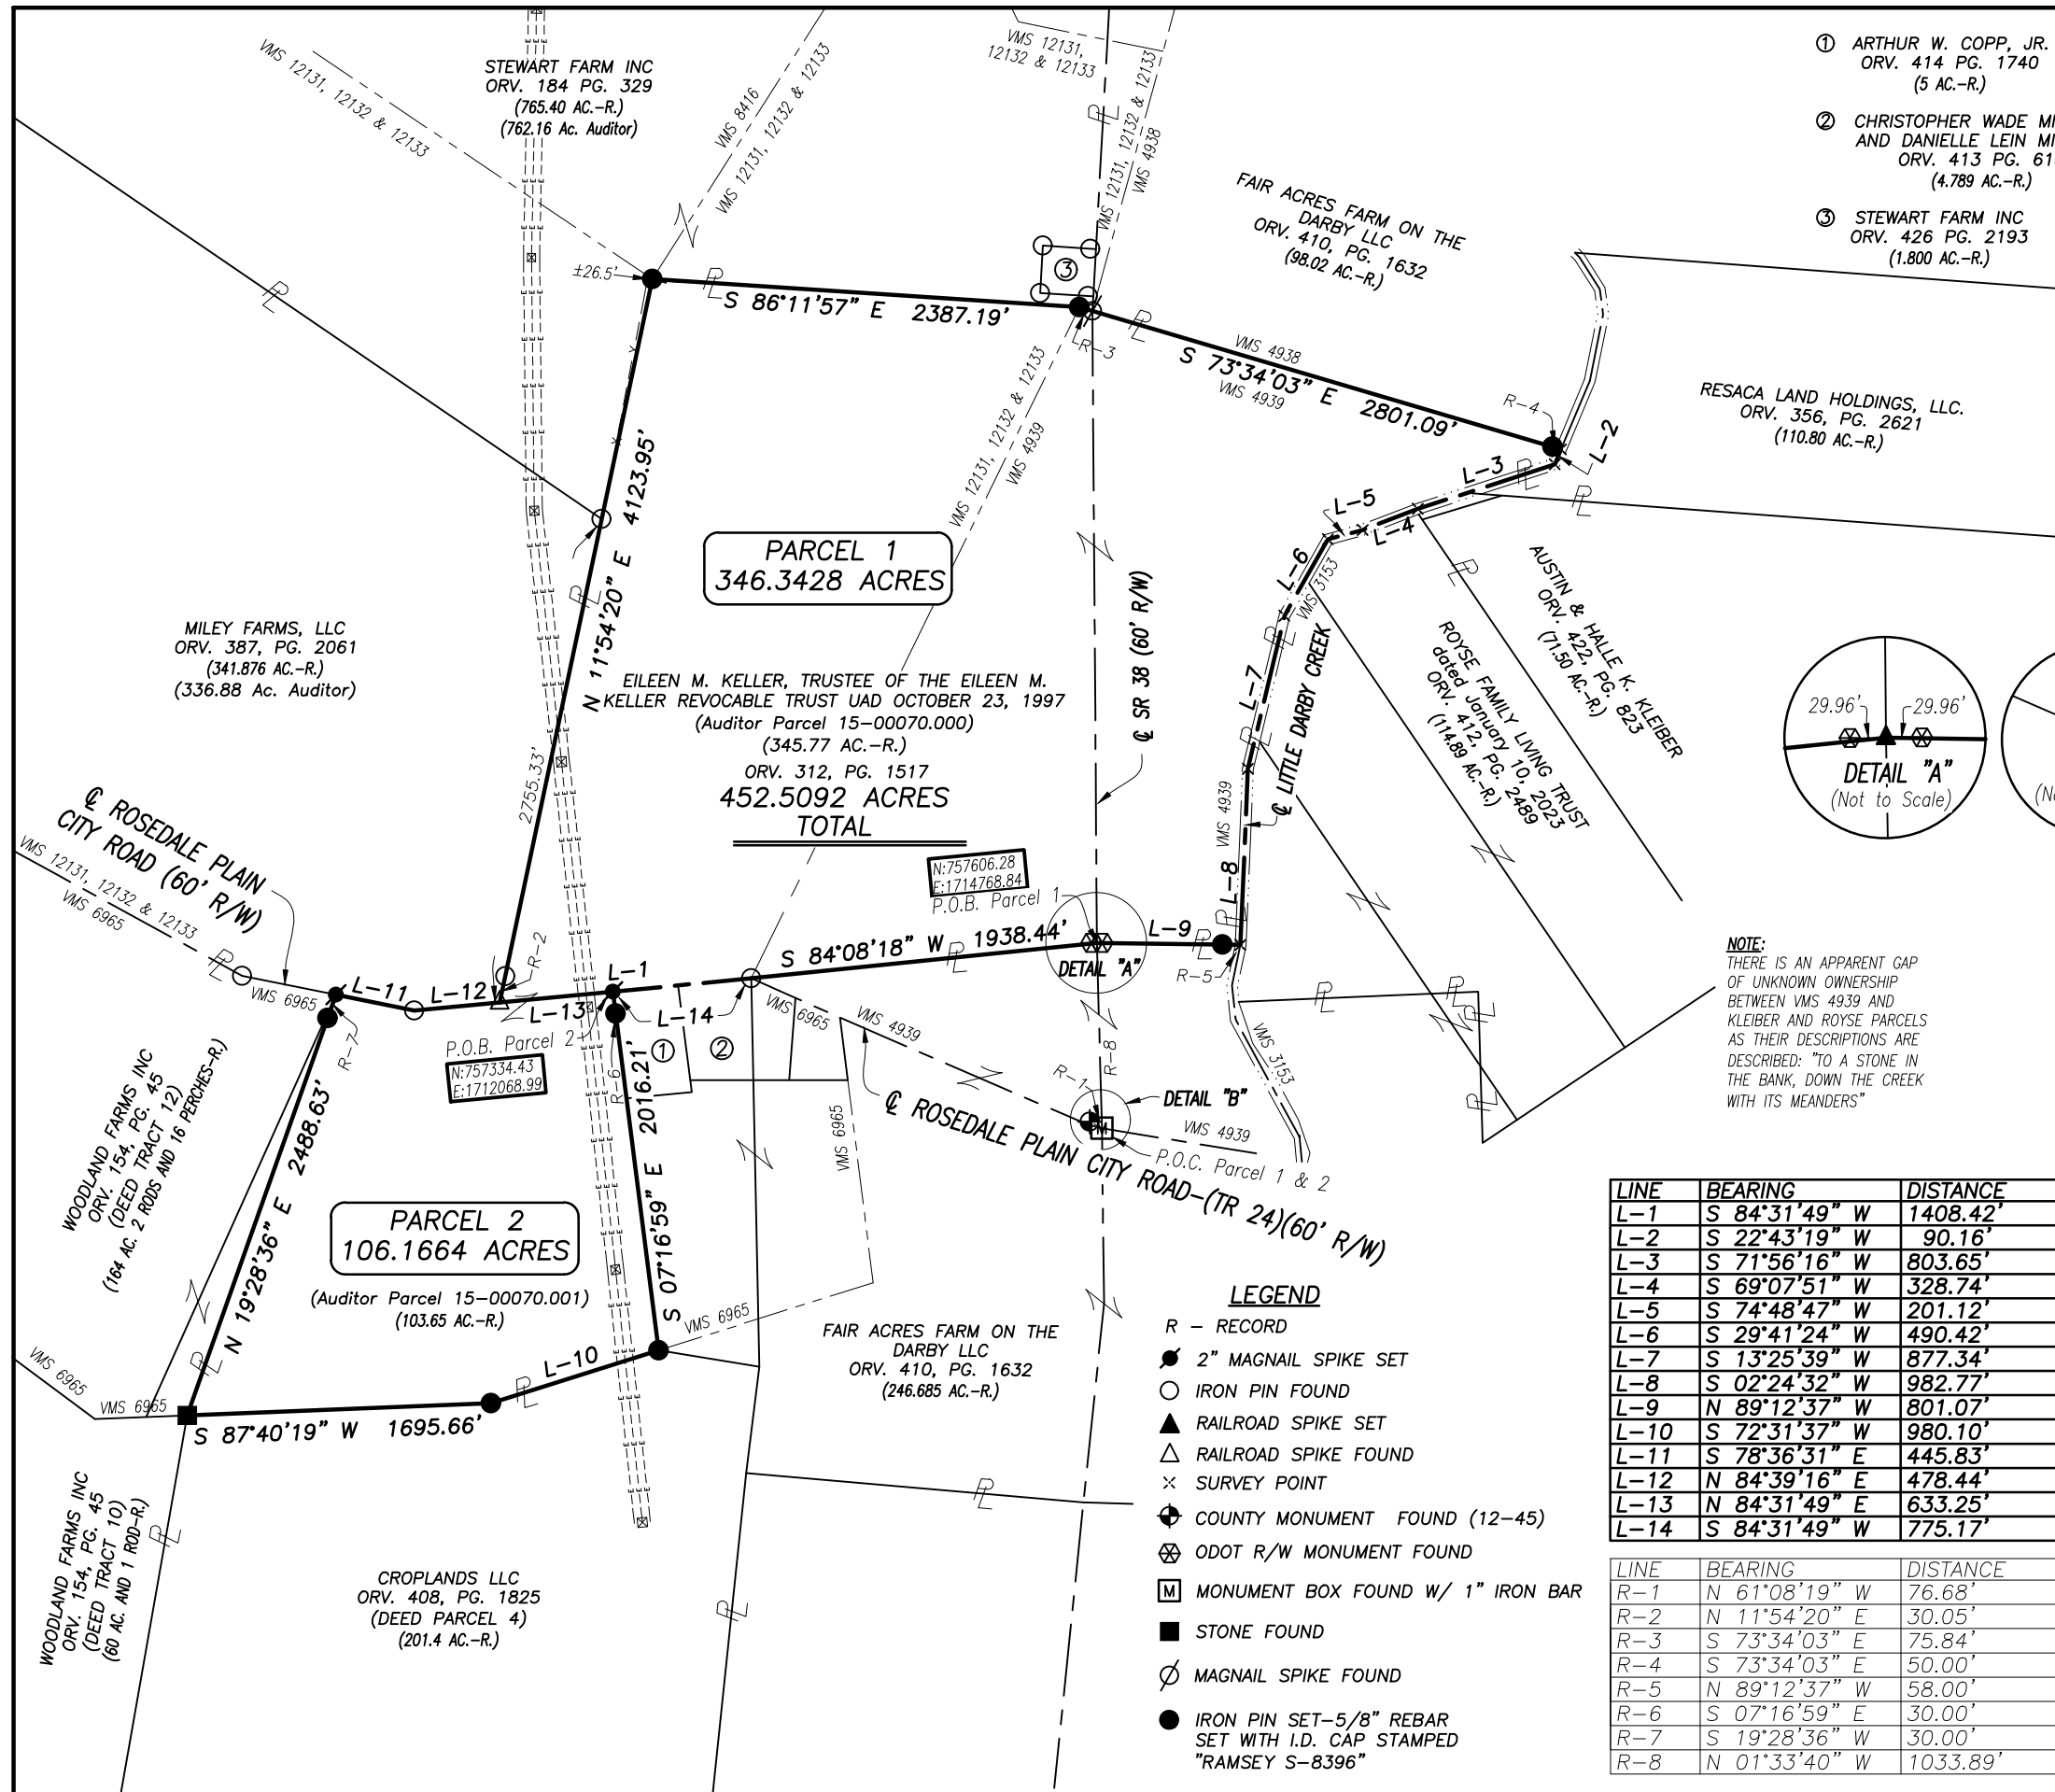 STEWART FARM INC
ORV. 184 PG. 329
(765.40 AC.-R.)
(762.16 Ac. Auditor)
VMS 12131, 12132 & 12133
VMS 8416
VMS 12131, 12132 & 12133
VMS 12131,
12132 & 12133
VMS 12131, 12132 & 12133
VMS 4938
① ARTHUR W. COPP, JR.
ORV. 414 PG. 1740
(5 AC.-R.)
② CHRISTOPHER WADE
AND DANIELLE LEIN
ORV. 413 PG.
(4.789 AC.-R.)
③ STEWART FARM INC
ORV. 426 PG. 2193
(1.800 AC.-R.)
FAIR ACRES FARM ON THE
DARBY LLC
ORV. 410, PG. 1632
(98.02 AC.-R.)
±26.5'
③
S 86°11'57" E 2387.19'
R-3
VMS 4938
S 73°34'03" E 2801.09'
VMS 4939
R-4
L-2
RESACA LAND HOLDINGS, LLC.
ORV. 356, PG. 2621
(110.80 AC.-R.)
L-3
L-4
L-5
L-6
VMS 3153
L-7
VMS 12131, 12132 & 12133
VMS 4939
N 11°54'20" E 4123.95'
2755.33'
PARCEL 1
346.3428 ACRES
MILEY FARMS, LLC
ORV. 387, PG. 2061
(341.876 AC.-R.)
(336.88 Ac. Auditor)
EILEEN M. KELLER, TRUSTEE OF THE EILEEN M.
KELLER REVOCABLE TRUST UAD OCTOBER 23, 1997
(Auditor Parcel 15-00070.000)
(345.77 AC.-R.)
ORV. 312, PG. 1517
452.5092 ACRES
TOTAL
℄ SR 38 (60' R/W)
℄ LITTLE DARBY CREEK
VMS 4939
L-8
AUSTIN & HALLE K. KLEIBER
ORV. 422, PG. 823
(71.50 AC.-R.)
ROYSE FAMILY LIVING TRUST
dated January 10, 2023
ORV. 412, PG. 2489
(114.89 AC.-R.)
29.96' 29.96'
DETAIL "A"
(Not to Scale)
℄ ROSEDALE PLAIN
CITY ROAD (60' R/W)
VMS 12131, 12132 & 12133
VMS 6965
VMS 6965
N:757606.28
E:1714768.84
P.O.B. Parcel 1
S 84°08'18" W 1938.44'
DETAIL "A"
L-9
R-5
R-2
L-1
L-11
L-12
L-13
L-14
P.O.B. Parcel 2
N:757334.43
E:1712068.99
①
②
R-6
R-7
VMS 6965
VMS 4939
VMS 6965
R-8
R-1
DETAIL "B"
VMS 4939
P.O.C. Parcel 1 & 2
VMS 3153
℄ ROSEDALE PLAIN CITY ROAD-(TR 24)(60' R/W)
NOTE:
THERE IS AN APPARENT GAP
OF UNKNOWN OWNERSHIP
BETWEEN VMS 4939 AND
KLEIBER AND ROYSE PARCELS
AS THEIR DESCRIPTIONS ARE
DESCRIBED: "TO A STONE IN
THE BANK, DOWN THE CREEK
WITH ITS MEANDERS"
WOODLAND FARMS INC
ORV. 154, PG. 45
(DEED TRACT 12)
(164 AC. 2 RODS AND 16 PERCHES-R.)
N 19°28'36" E 2488.63'
S 07°16'59" E 2016.21'
PARCEL 2
106.1664 ACRES
(Auditor Parcel 15-00070.001)
(103.65 AC.-R.)
VMS 6965
L-10
VMS 6965
VMS 6965
S 87°40'19" W 1695.66'
FAIR ACRES FARM ON THE
DARBY LLC
ORV. 410, PG. 1632
(246.685 AC.-R.)
WOODLAND FARMS INC
ORV. 154, PG. 45
(DEED TRACT 10)
(60 AC. AND 1 ROD-R.)
CROPLANDS LLC
ORV. 408, PG. 1825
(DEED PARCEL 4)
(201.4 AC.-R.)
LEGEND
R - RECORD
2" MAGNAIL SPIKE SET
IRON PIN FOUND
RAILROAD SPIKE SET
RAILROAD SPIKE FOUND
SURVEY POINT
COUNTY MONUMENT FOUND (12-45)
ODOT R/W MONUMENT FOUND
M MONUMENT BOX FOUND W/ 1" IRON BAR
STONE FOUND
MAGNAIL SPIKE FOUND
IRON PIN SET-5/8" REBAR
SET WITH I.D. CAP STAMPED
"RAMSEY S-8396"
LINE BEARING DISTANCE
L-1 S 84°31'49" W 1408.42'
L-2 S 22°43'19" W 90.16'
L-3 S 71°56'16" W 803.65'
L-4 S 69°07'51" W 328.74'
L-5 S 74°48'47" W 201.12'
L-6 S 29°41'24" W 490.42'
L-7 S 13°25'39" W 877.34'
L-8 S 02°24'32" W 982.77'
L-9 N 89°12'37" W 801.07'
L-10 S 72°31'37" W 980.10'
L-11 S 78°36'31" E 445.83'
L-12 N 84°39'16" E 478.44'
L-13 N 84°31'49" E 633.25'
L-14 S 84°31'49" W 775.17'
LINE BEARING DISTANCE
R-1 N 61°08'19" W 76.68'
R-2 N 11°54'20" E 30.05'
R-3 S 73°34'03" E 75.84'
R-4 S 73°34'03" E 50.00'
R-5 N 89°12'37" W 58.00'
R-6 S 07°16'59" E 30.00'
R-7 S 19°28'36" W 30.00'
R-8 N 01°33'40" W 1033.89'